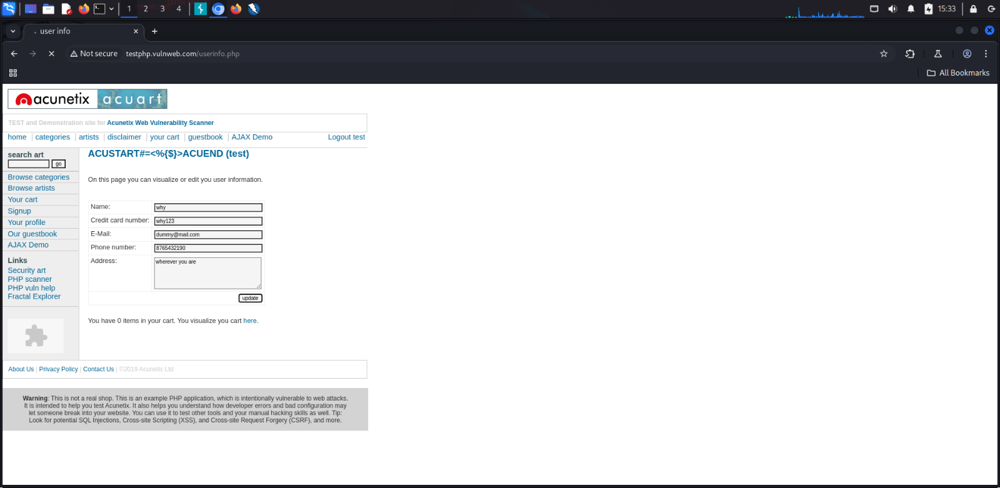 1 2 3 4 15:33
user info
Not secure testphp.vulnweb.com/userinfo.php
All Bookmarks
acunetix acuart
TEST and Demonstration site for Acunetix Web Vulnerability Scanner
home | categories | artists | disclaimer | your cart | guestbook | AJAX Demo Logout test
search art
go
Browse categories
Browse artists
Your cart
Signup
Your profile
Our guestbook
AJAX Demo
Links
Security art
PHP scanner
PHP vuln help
Fractal Explorer
ACUSTART#=<%{$}>ACUEND (test)
On this page you can visualize or edit you user information.
Name: why
Credit card number: why123
E-Mail: dummy@mail.com
Phone number: 8765432190
Address: wherever you are
update
You have 0 items in your cart. You visualize you cart here.
About Us | Privacy Policy | Contact Us | ©2019 Acunetix Ltd
Warning: This is not a real shop. This is an example PHP application, which is intentionally vulnerable to web attacks.
It is intended to help you test Acunetix. It also helps you understand how developer errors and bad configuration may
let someone break into your website. You can use it to test other tools and your manual hacking skills as well. Tip:
Look for potential SQL Injections, Cross-site Scripting (XSS), and Cross-site Request Forgery (CSRF), and more.